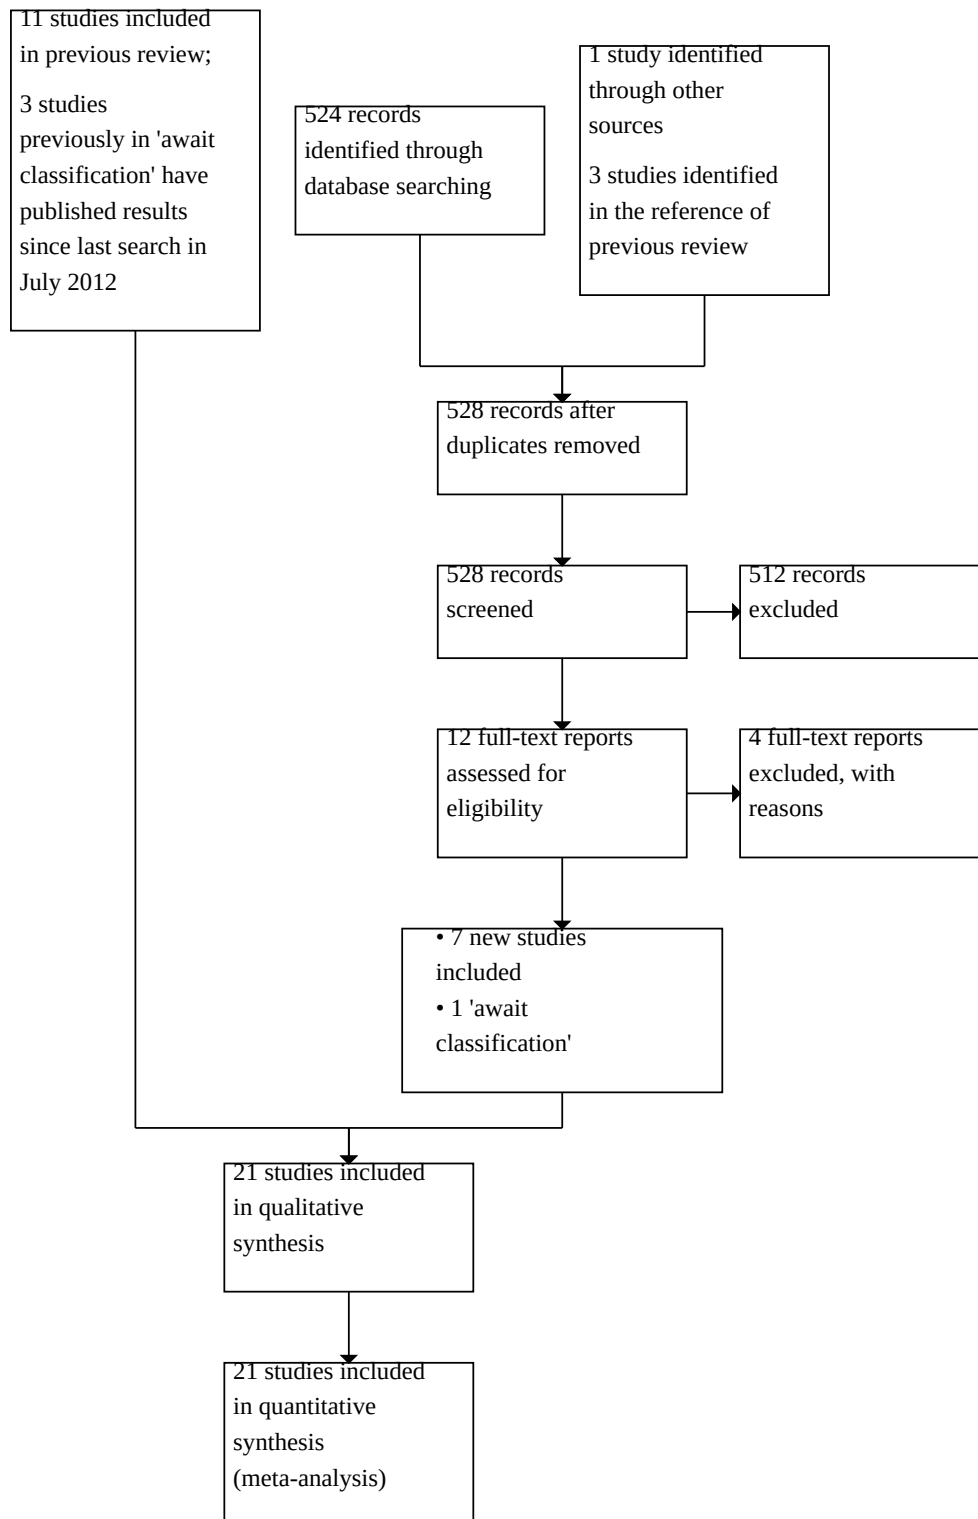 11 studies included
in previous review;
3 studies
previously in 'await
classification' have
published results
since last search in
July 2012
524 records
identified through
database searching
1 study identified
through other
sources
3 studies identified
in the reference of
previous review
528 records after
duplicates removed
528 records
screened
512 records
excluded
12 full-text reports
assessed for
eligibility
4 full-text reports
excluded, with
reasons
• 7 new studies
included
• 1 'await
classification'
21 studies included
in qualitative
synthesis
21 studies included
in quantitative
synthesis
(meta-analysis)